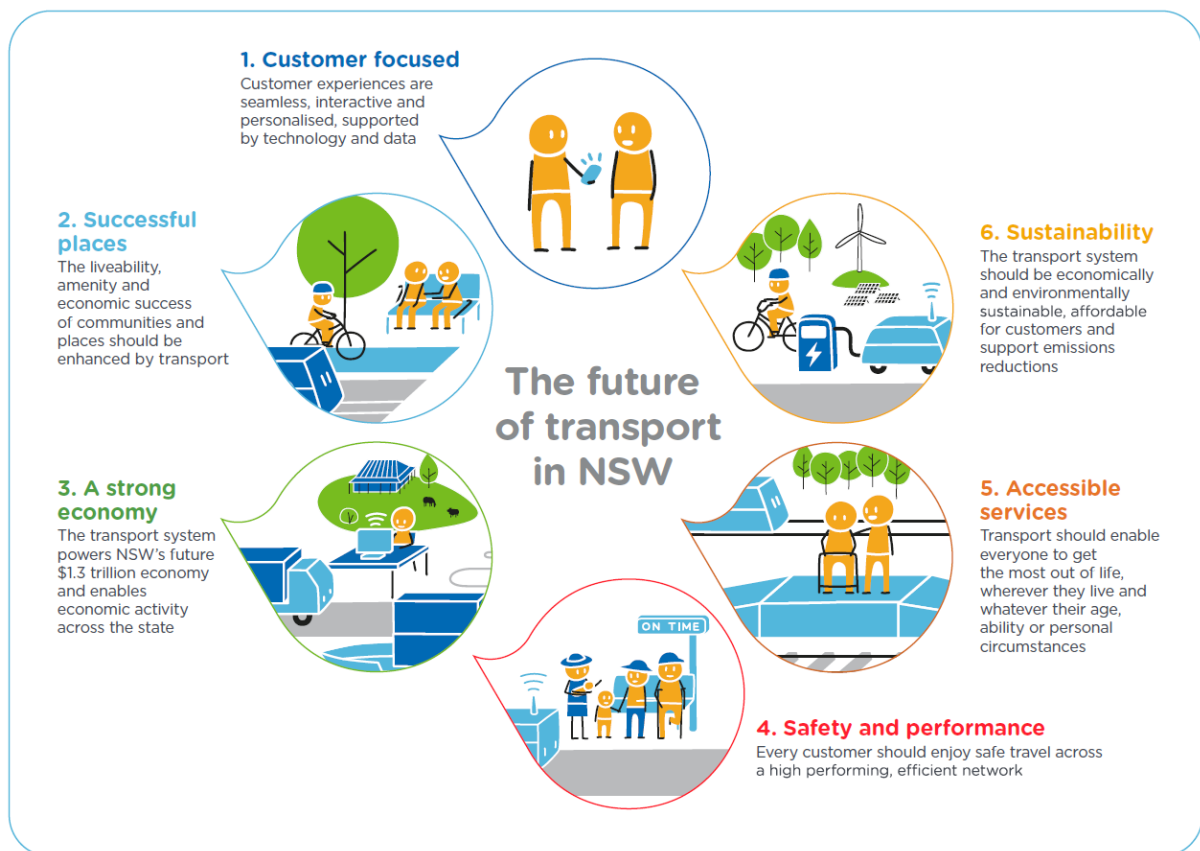 1. Customer focused
Customer experiences are
seamless, interactive and
personalised, supported
by technology and data
2. Successful
places
The liveability,
amenity and
economic success
of communities and
places should be
enhanced by transport
3. A strong
economy
The transport system
powers NSW's future
$1.3 trillion economy
and enables
economic activity
across the state
The future
of transport
in NSW
ON TIME
4. Safety and performance
Every customer should enjoy safe travel across
a high performing, efficient network
5. Accessible
services
Transport should enable
everyone to get
the most out of life,
wherever they live and
whatever their age,
ability or personal
circumstances
6. Sustainability
The transport system
should be economically
and environmentally
sustainable, affordable
for customers and
support emissions
reductions